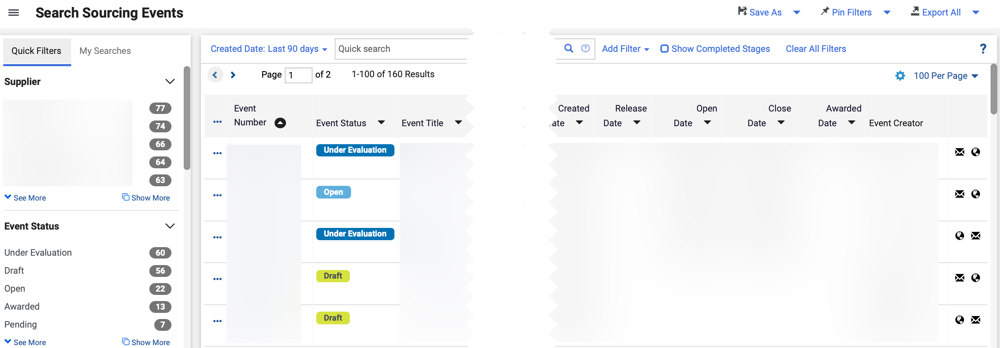 Search Sourcing Events
Save As
Pin Filters
Export All
Quick Filters
My Searches
Supplier
77
74
66
64
63
See More
Show More
Event Status
Under Evaluation 60
Draft 56
Open 22
Awarded 13
Pending 7
See More
Show More
Created Date: Last 90 days
Quick search
?
Add Filter
Show Completed Stages
Clear All Filters
?
Page 1 of 2
1-100 of 160 Results
100 Per Page
Event Number
Event Status
Event Title
Created
Release Date
Open Date
Close Date
Awarded Date
Event Creator
Under Evaluation
Open
Under Evaluation
Draft
Draft